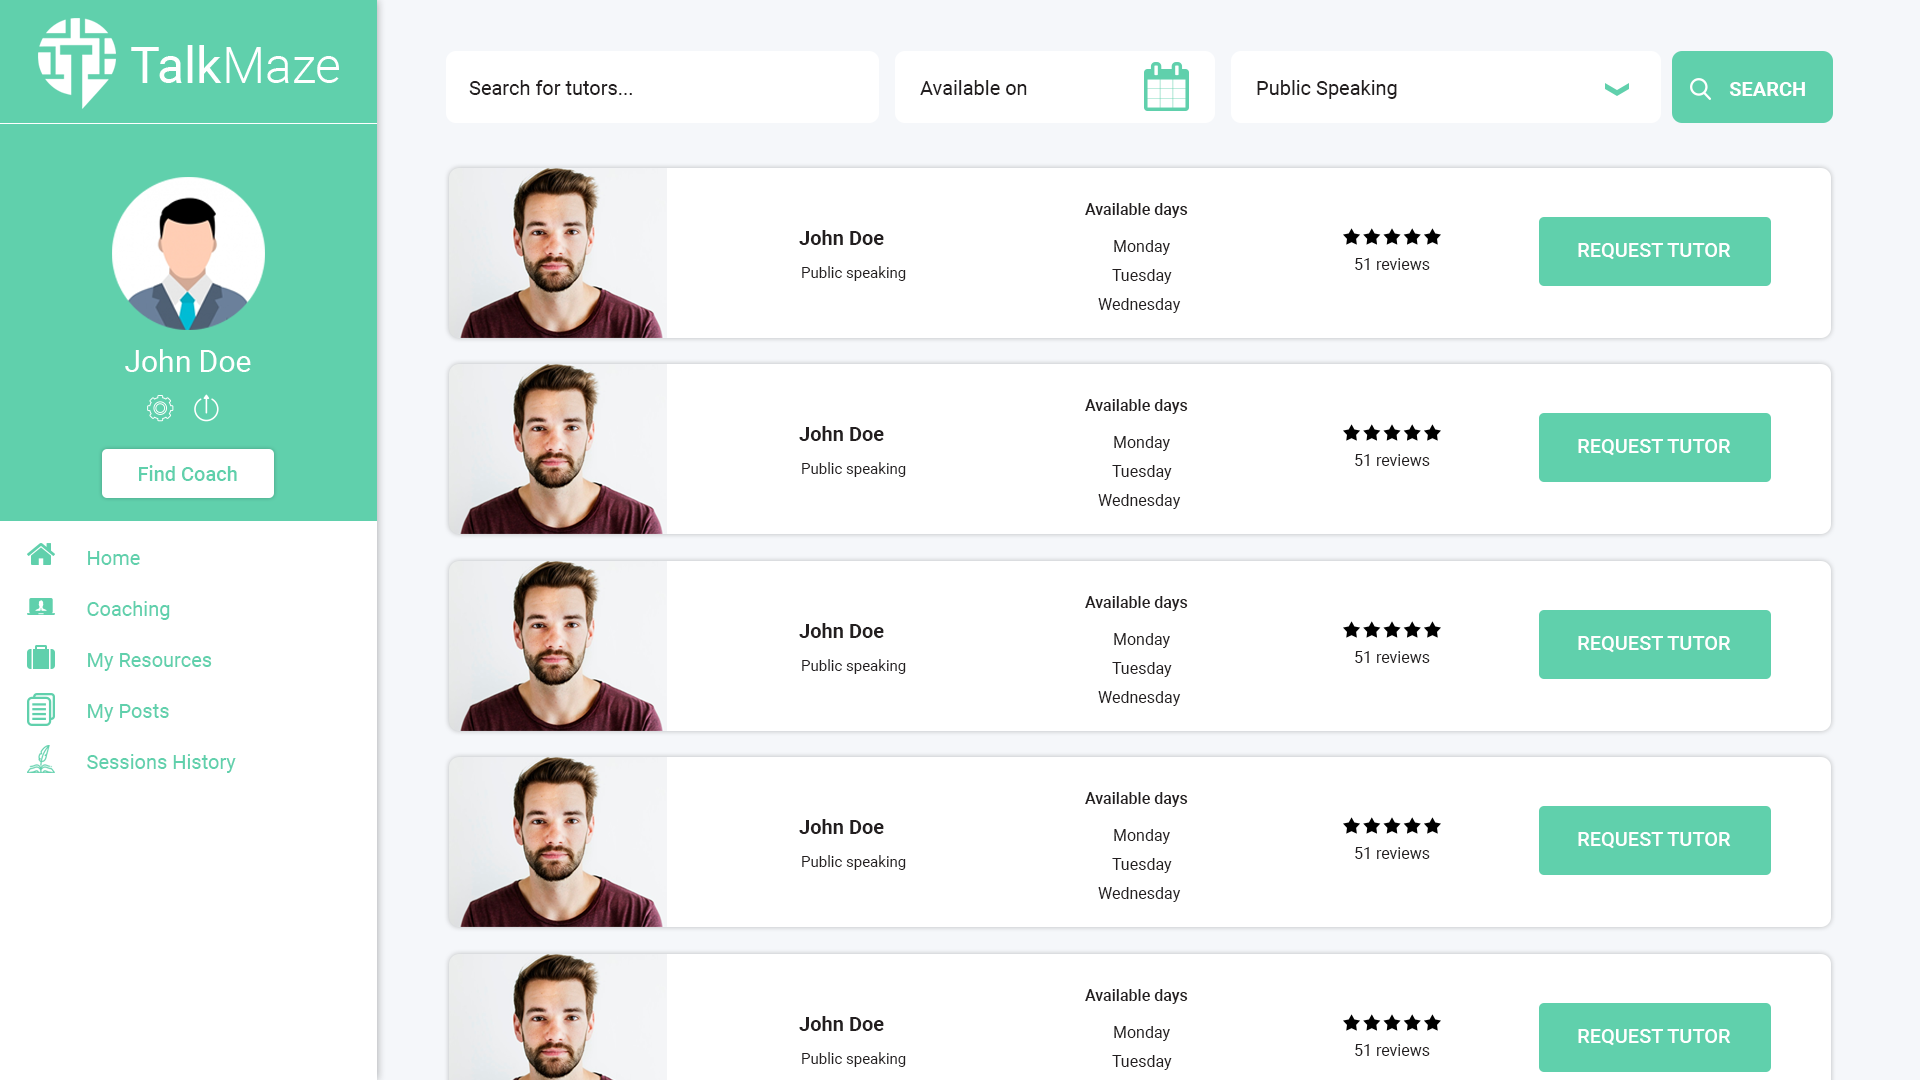 TalkMaze
John Doe
Find Coach
Home
Coaching
My Resources
My Posts
Sessions History
Search for tutors...
Available on
Public Speaking
SEARCH
John Doe
Public speaking
Available days
Monday
Tuesday
Wednesday
51 reviews
REQUEST TUTOR
John Doe
Public speaking
Available days
Monday
Tuesday
Wednesday
51 reviews
REQUEST TUTOR
John Doe
Public speaking
Available days
Monday
Tuesday
Wednesday
51 reviews
REQUEST TUTOR
John Doe
Public speaking
Available days
Monday
Tuesday
Wednesday
51 reviews
REQUEST TUTOR
John Doe
Public speaking
Available days
Monday
Tuesday
51 reviews
REQUEST TUTOR